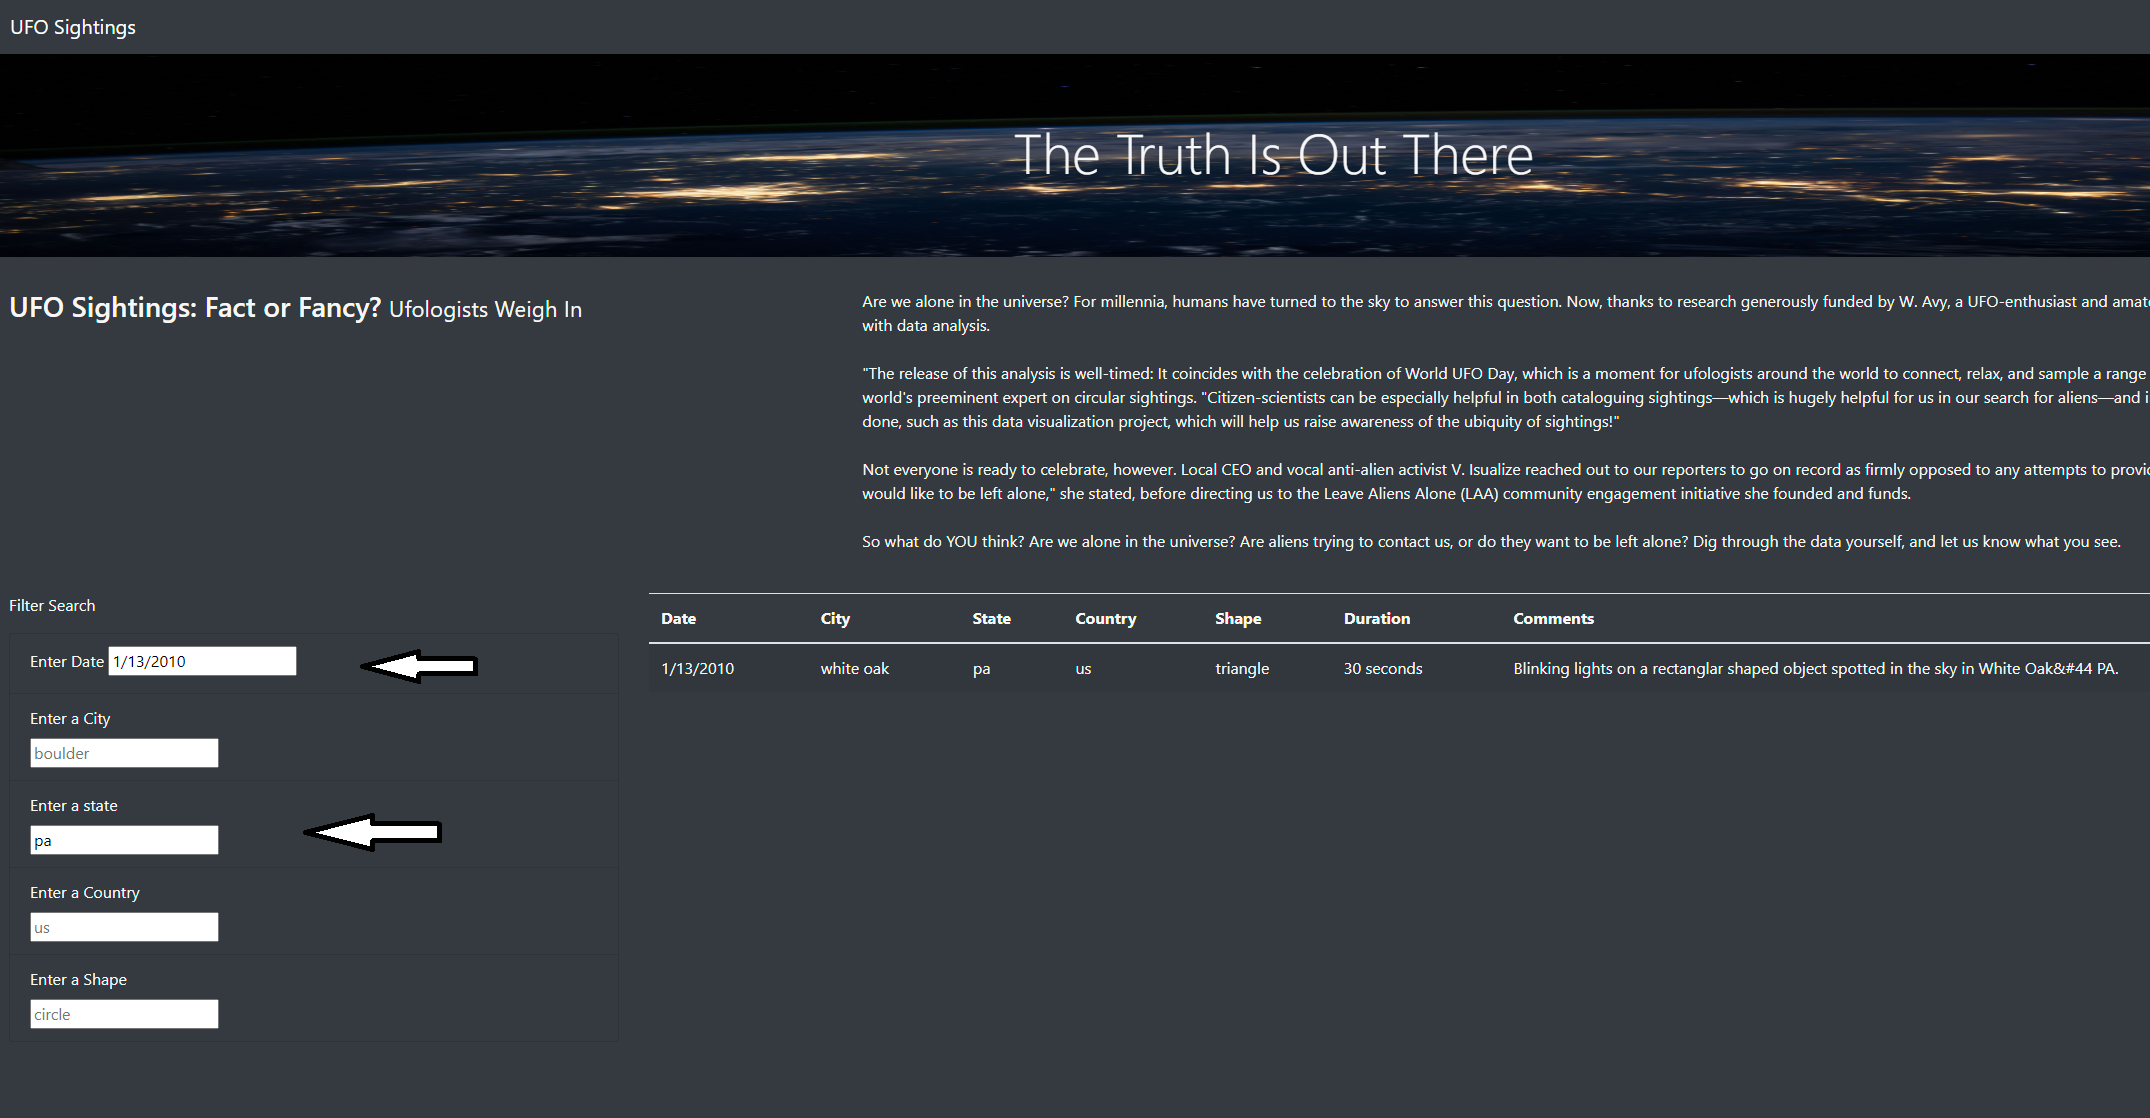 UFO Sightings
The Truth Is Out There
UFO Sightings: Fact or Fancy? Ufologists Weigh In
Are we alone in the universe? For millennia, humans have turned to the sky to answer this question. Now, thanks to research generously funded by W. Avy, a UFO-enthusiast and amat
with data analysis.
"The release of this analysis is well-timed: It coincides with the celebration of World UFO Day, which is a moment for ufologists around the world to connect, relax, and sample a range
world's preeminent expert on circular sightings. "Citizen-scientists can be especially helpful in both cataloguing sightings—which is hugely helpful for us in our search for aliens—and i
done, such as this data visualization project, which will help us raise awareness of the ubiquity of sightings!"
Not everyone is ready to celebrate, however. Local CEO and vocal anti-alien activist V. Isualize reached out to our reporters to go on record as firmly opposed to any attempts to provi
would like to be left alone," she stated, before directing us to the Leave Aliens Alone (LAA) community engagement initiative she founded and funds.
So what do YOU think? Are we alone in the universe? Are aliens trying to contact us, or do they want to be left alone? Dig through the data yourself, and let us know what you see.
Filter Search
Enter Date 1/13/2010
Enter a City
boulder
Enter a state
pa
Enter a Country
us
Enter a Shape
circle
Date City State Country Shape Duration Comments
1/13/2010 white oak pa us triangle 30 seconds Blinking lights on a rectanglar shaped object spotted in the sky in White Oak&#44 PA.